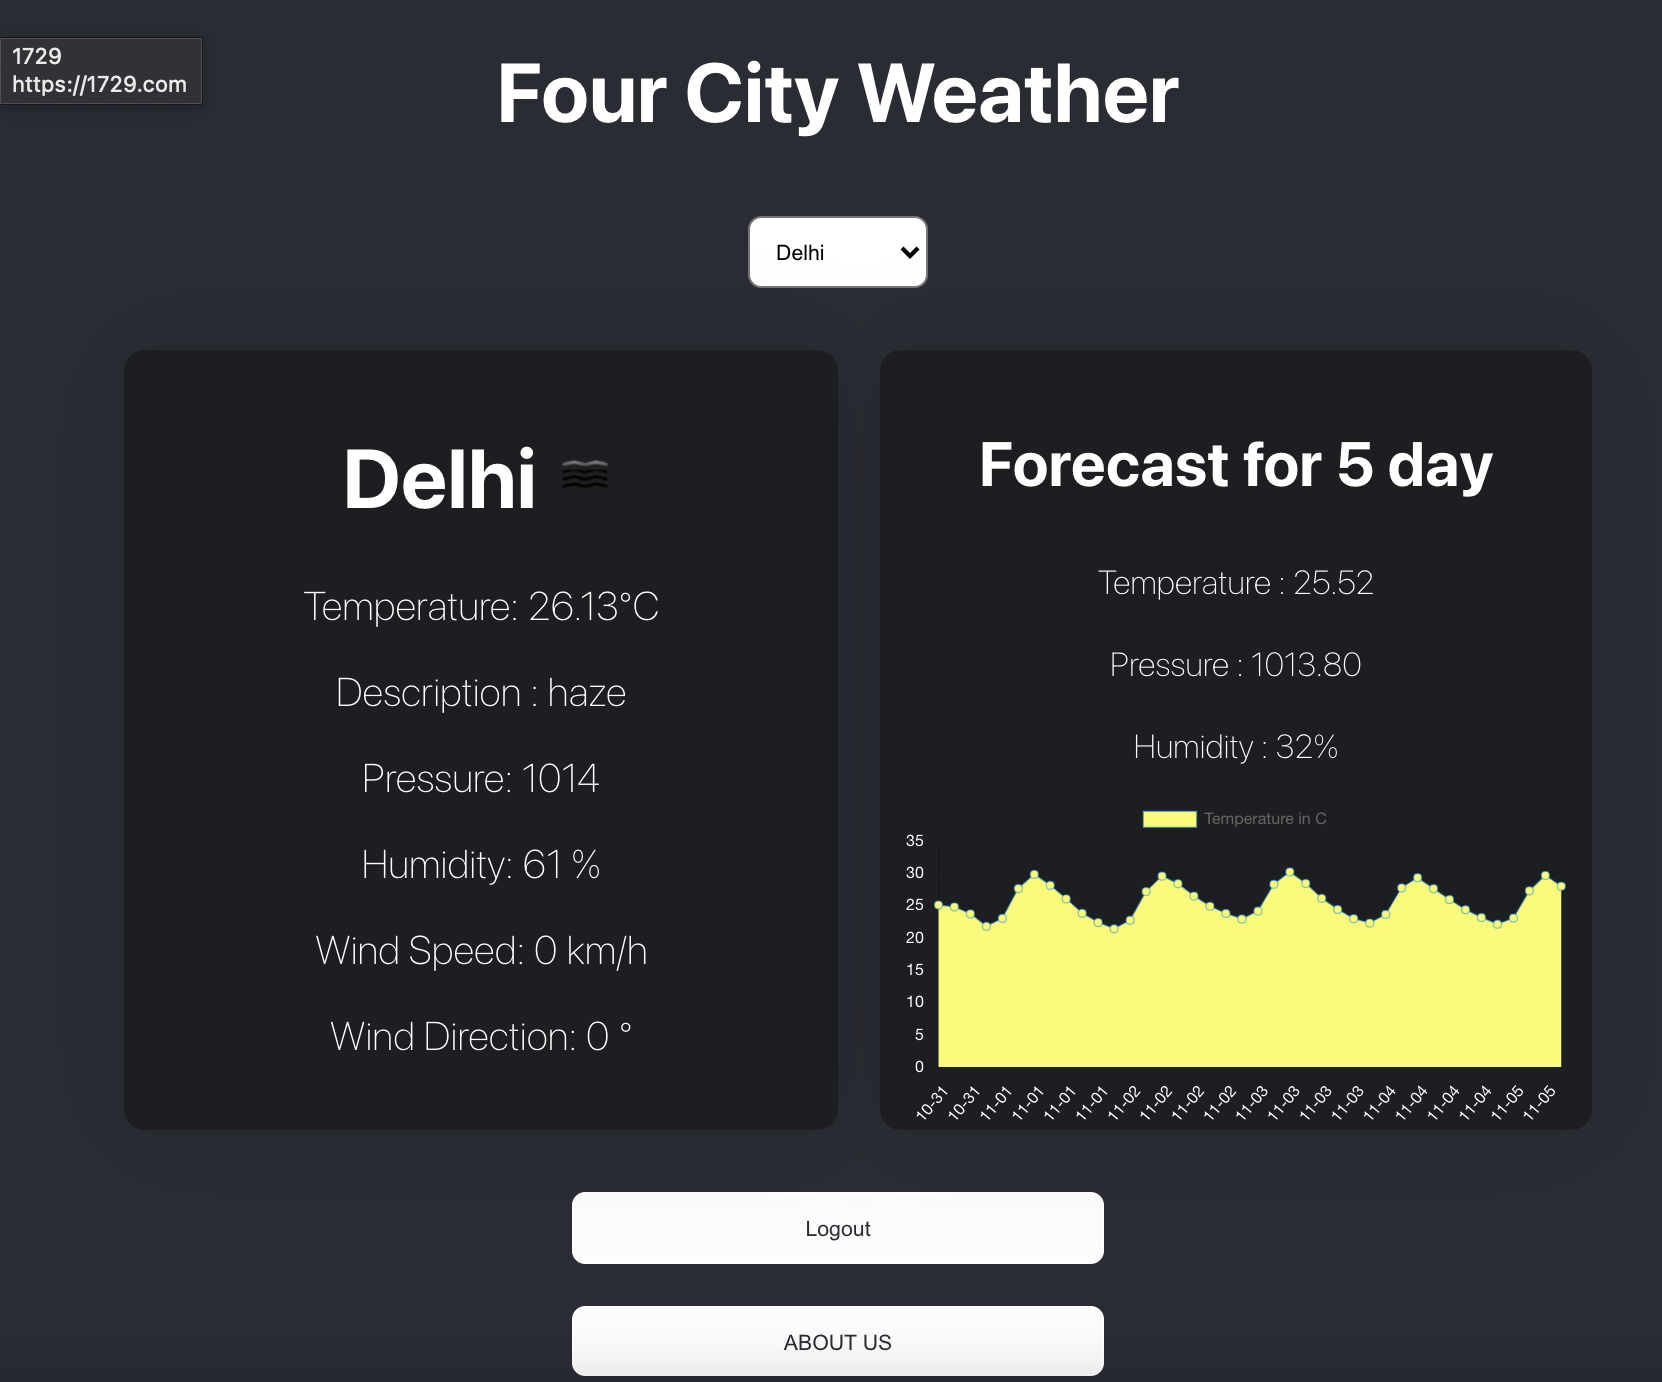 1729
https://1729.com
Four City Weather
Delhi
Delhi
Temperature: 26.13°C
Description : haze
Pressure: 1014
Humidity: 61 %
Wind Speed: 0 km/h
Wind Direction: 0 °
Forecast for 5 day
Temperature : 25.52
Pressure : 1013.80
Humidity : 32%
Temperature in C
35
30
25
20
15
10
5
0
10-31
10-31
11-01
11-01
11-01
11-01
11-02
11-02
11-02
11-02
11-03
11-03
11-03
11-03
11-04
11-04
11-04
11-04
11-05
11-05
Logout
ABOUT US